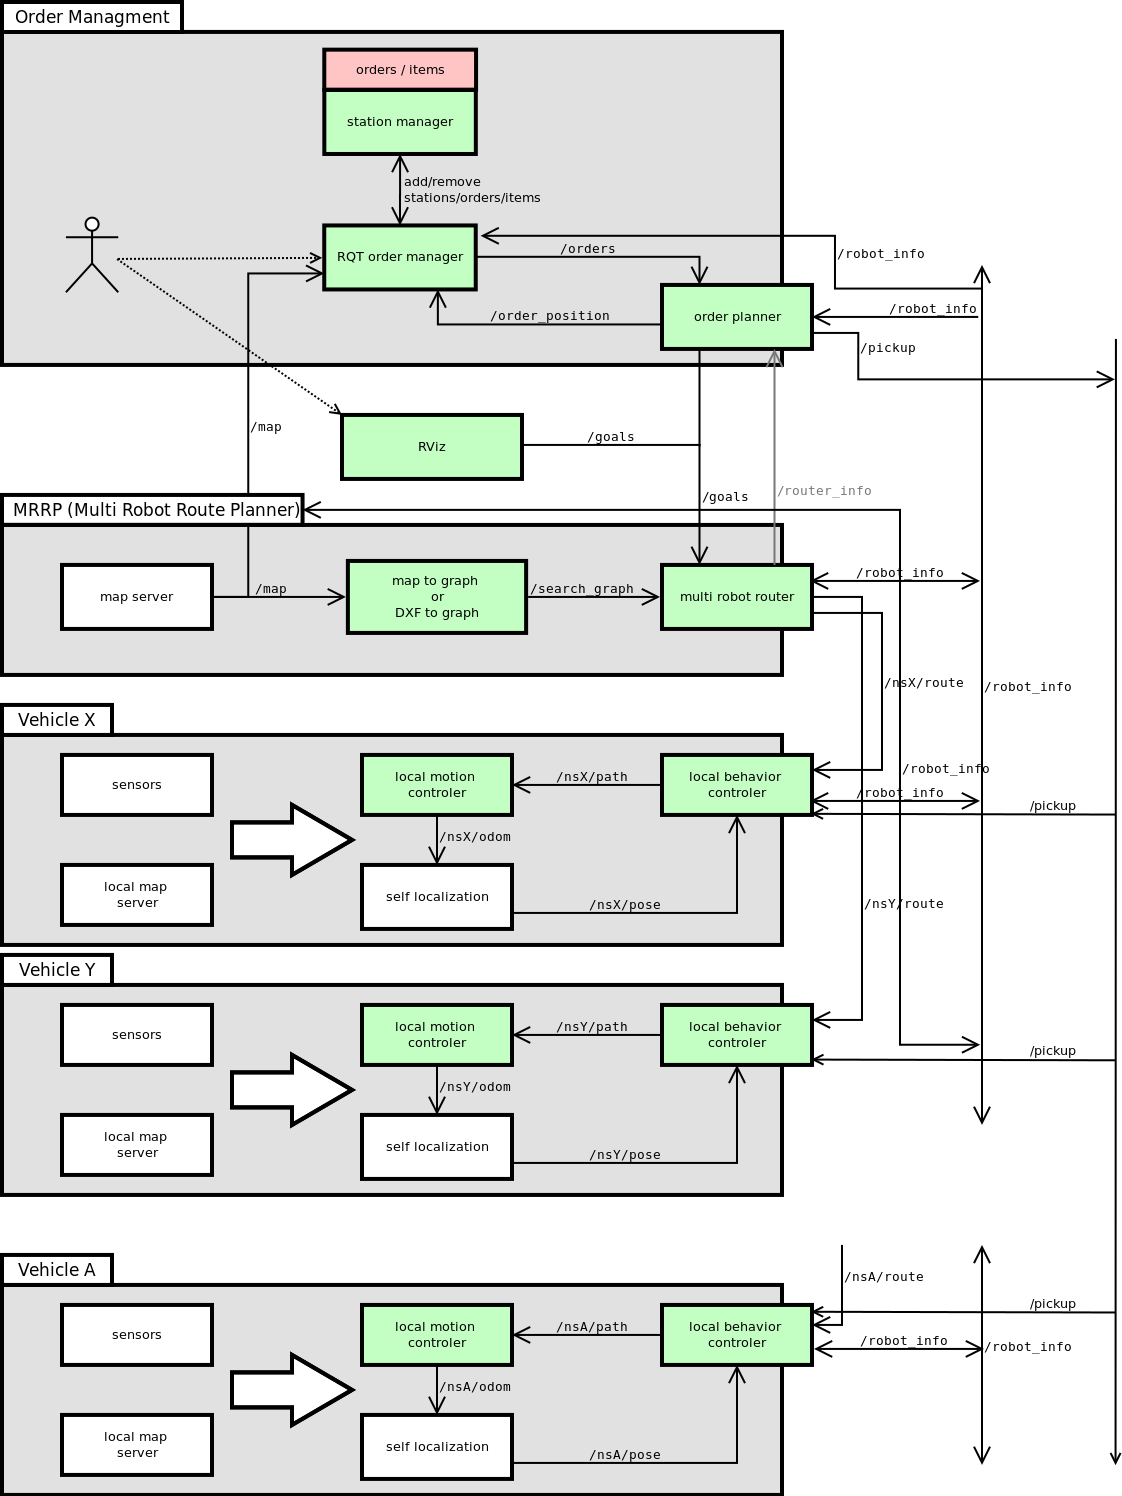 Order Managment
orders / items
station manager
add/remove
stations/orders/items
RQT order manager
/orders
/robot_info
/robot_info
order planner
/order_position
/pickup
/map
RViz
/goals
/goals
/router_info
MRRP (Multi Robot Route Planner)
map server
/map
map to graph
or
DXF to graph
/search_graph
multi robot router
/robot_info
/nsX/route
/robot_info
Vehicle X
sensors
local motion
controler
/nsX/path
local behavior
controler
/robot_info
/robot_info
/pickup
/nsX/odom
local map
server
self localization
/nsX/pose
/nsY/route
Vehicle Y
sensors
local motion
controler
/nsY/path
local behavior
controler
/pickup
/nsY/odom
local map
server
self localization
/nsY/pose
Vehicle A
/nsA/route
/pickup
sensors
local motion
controler
/nsA/path
local behavior
controler
/robot_info
/robot_info
/nsA/odom
local map
server
self localization
/nsA/pose